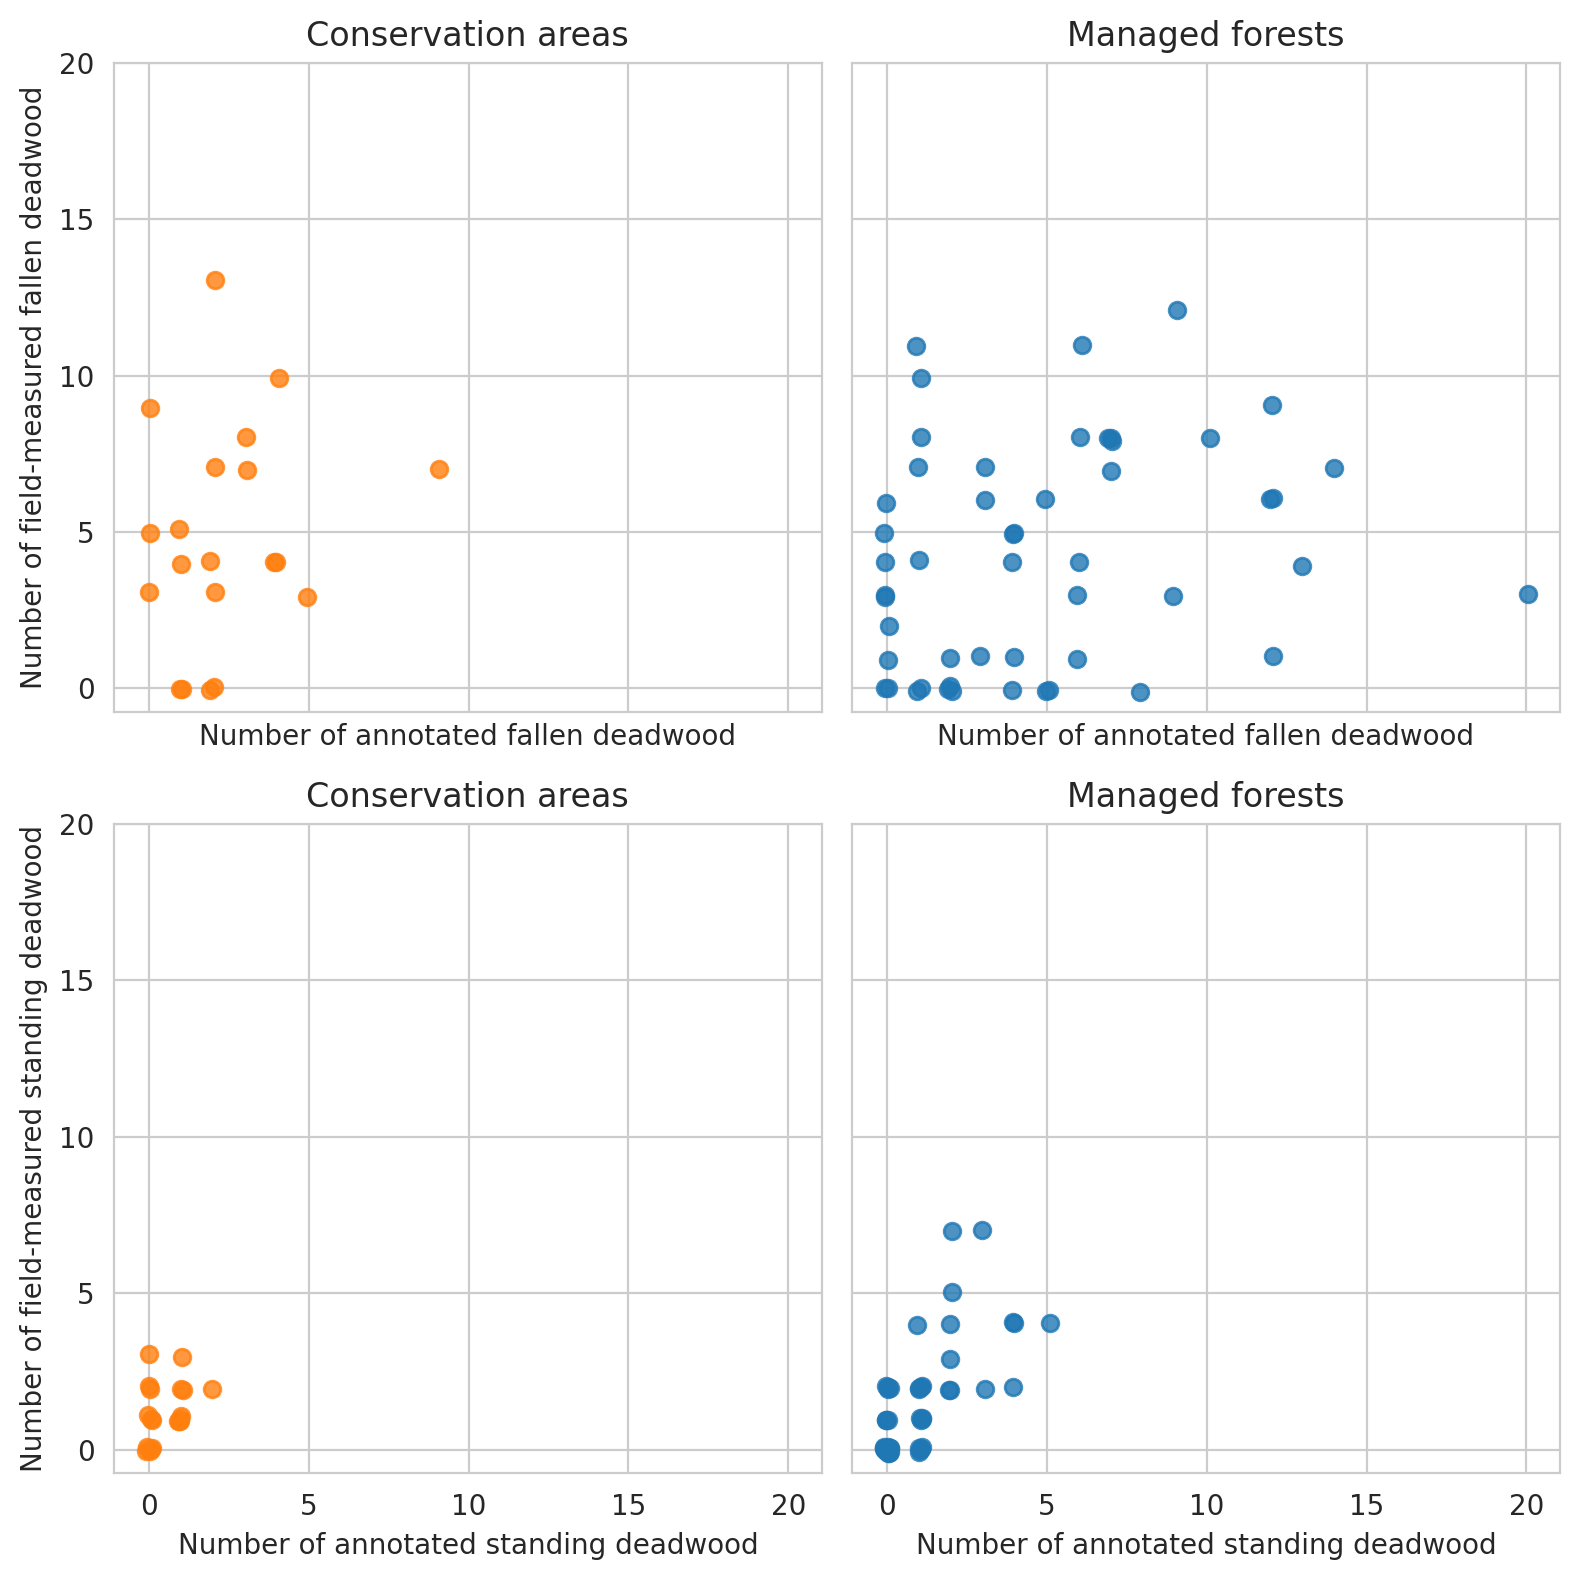 Conservation areas
Managed forests
Number of field-measured fallen deadwood
20
15
10
5
0
Number of annotated fallen deadwood
Number of annotated fallen deadwood
Conservation areas
Managed forests
Number of field-measured standing deadwood
20
15
10
5
0
0 5 10 15 20
0 5 10 15 20
Number of annotated standing deadwood
Number of annotated standing deadwood